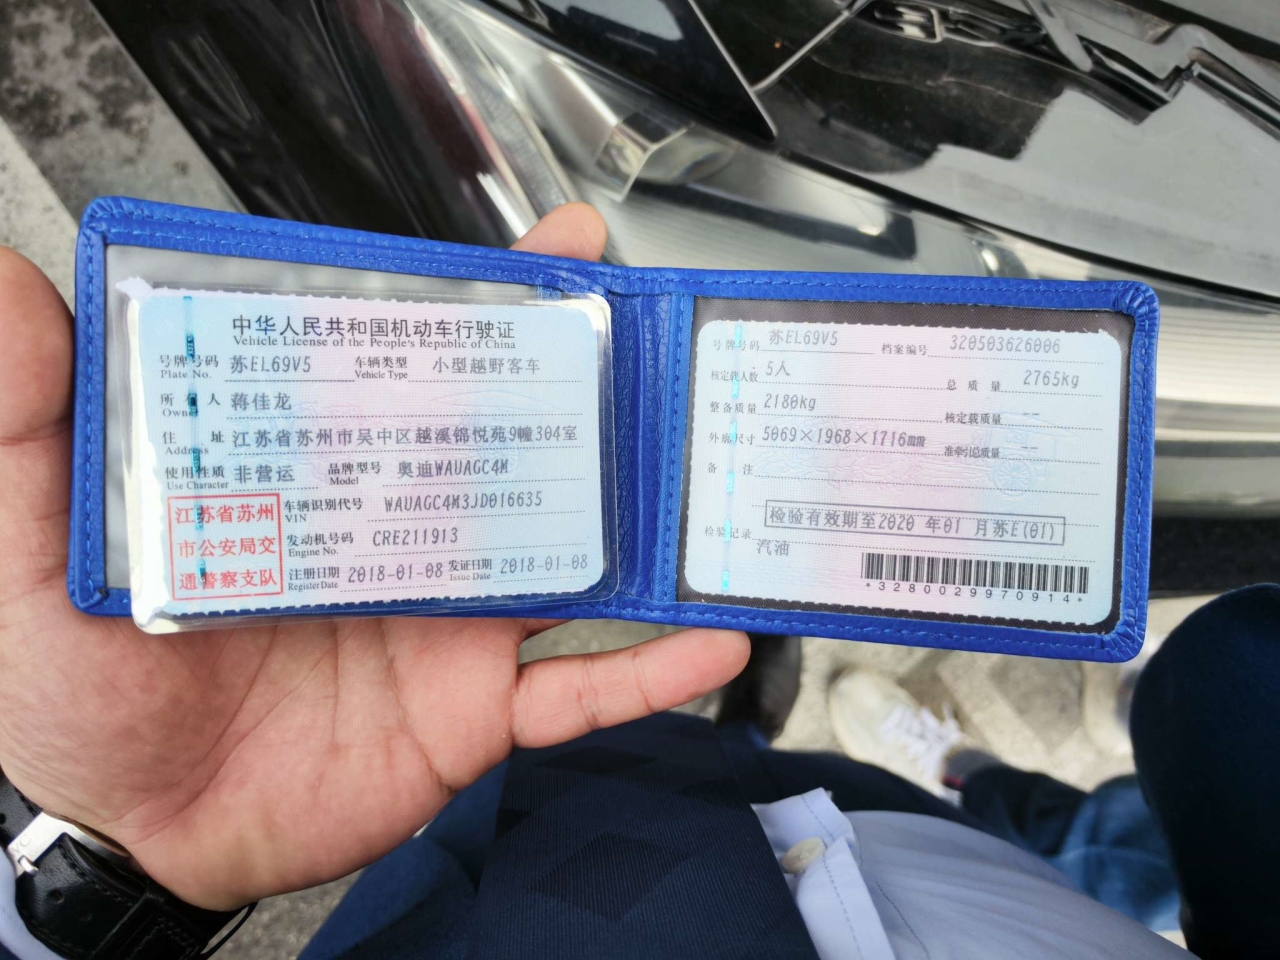 中华人民共和国机动车行驶证
Vehicle License of the People's Republic of China
号牌号码 苏EL69V5 车辆类型 小型越野客车
Plate No. Vehicle Type
所有人 蒋佳龙
Owner
住址 江苏省苏州市吴中区越溪锦悦苑9幢304室
Address
使用性质 非营运 品牌型号 奥迪WAUAGC4M
Use Character Model
车辆识别代号 WAUAGC4M3JD016635
VIN
发动机号码 CRE211913
Engine No.
注册日期 2018-01-08 发证日期 2018-01-08
Register Date Issue Date
江苏省苏州
市公安局交
通警察支队
号牌号码 苏EL69V5 档案编号 320503626006
核定载人数 5人 总质量 2765kg
整备质量 2180kg 核定载质量 --
外廓尺寸 5069×1968×1716mm 准牵引总质量 --
备注
检验有效期至2020年01月苏E(01)
检验记录
汽油
*3280029970914*